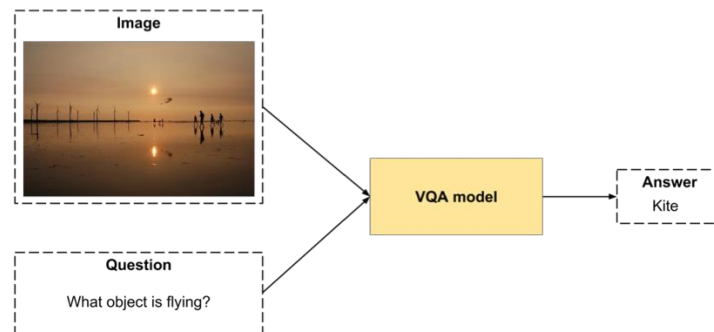 Image
Question
What object is flying?
VQA model
Answer
Kite